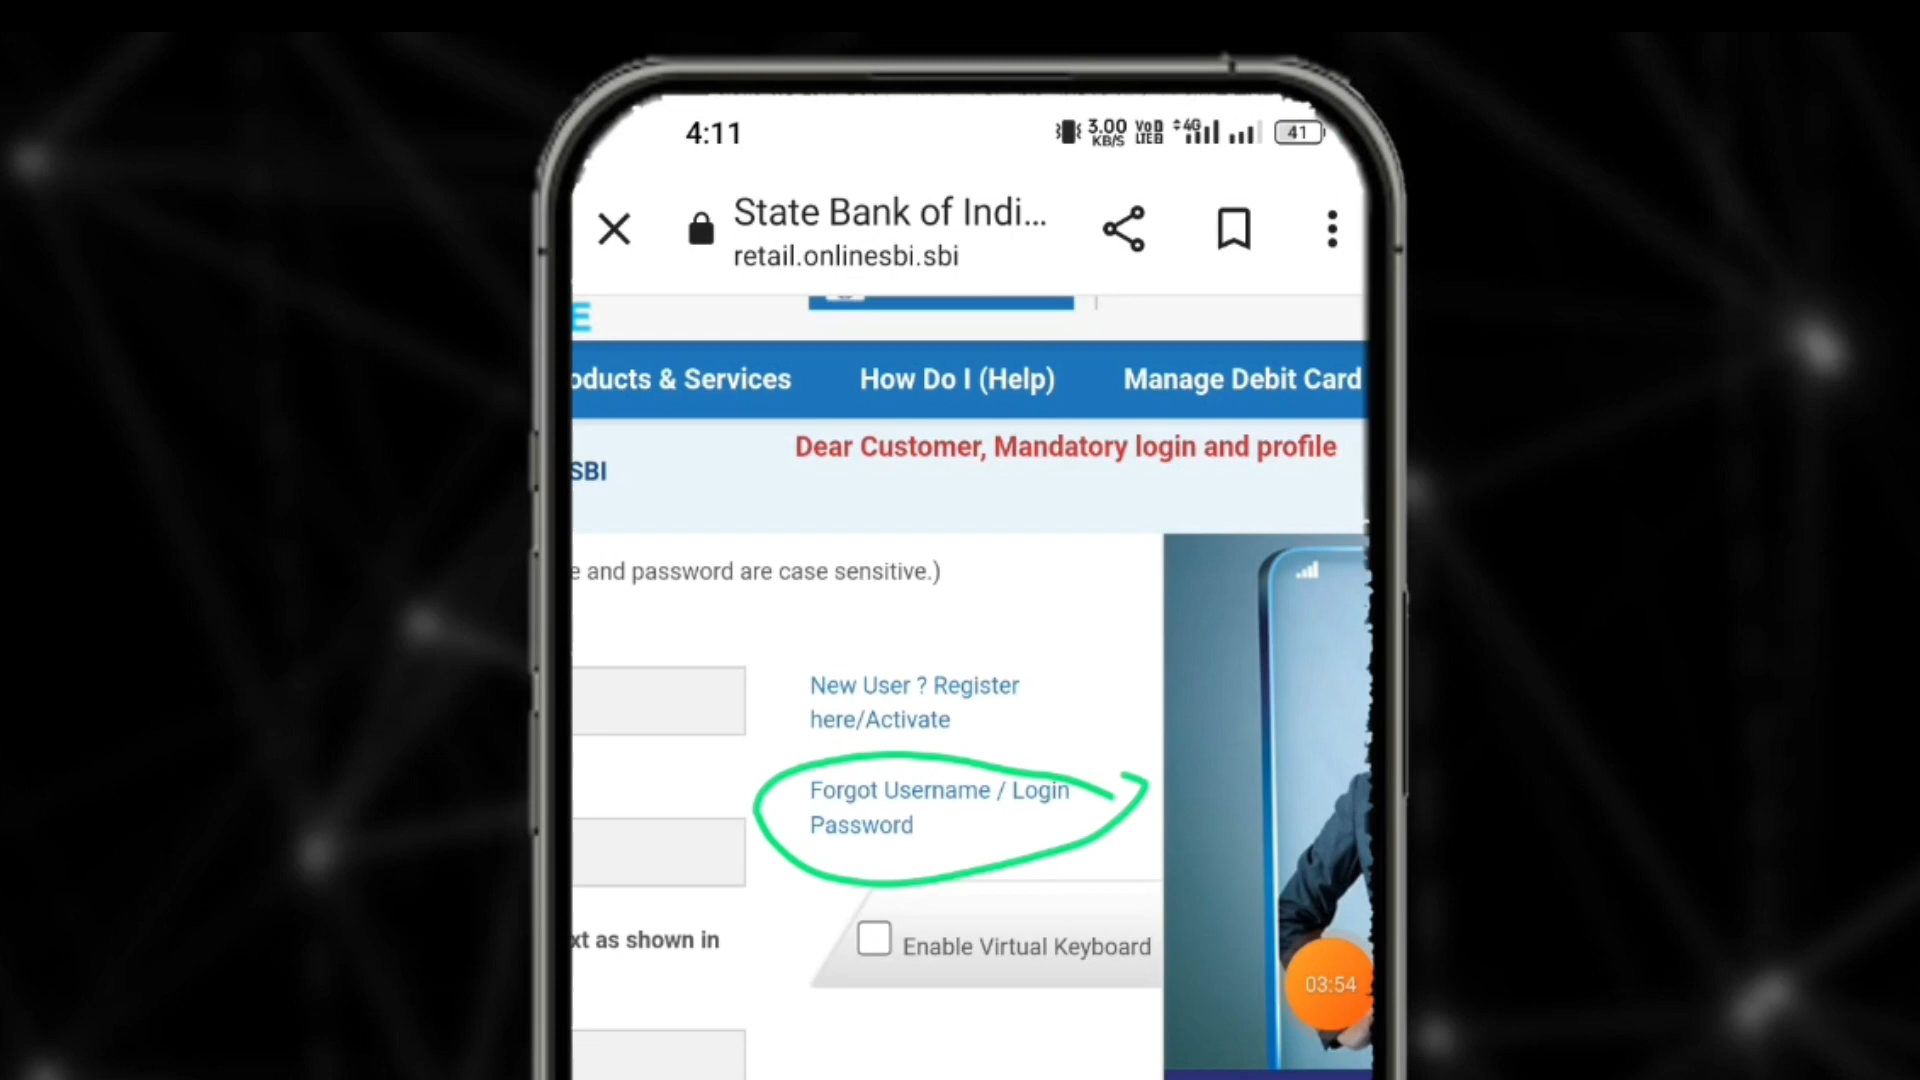 4:11
3.00 KB/S
Vo LTE
4G
41
State Bank of Indi...
retail.onlinesbi.sbi
E
oducts & Services
How Do I (Help)
Manage Debit Card
Dear Customer, Mandatory login and profile
SBI
e and password are case sensitive.)
New User ? Register
here/Activate
Forgot Username / Login
Password
xt as shown in
Enable Virtual Keyboard
03:54